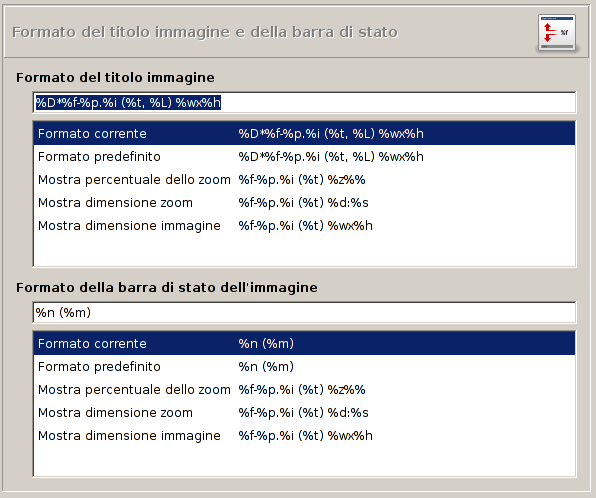 Formato del titolo immagine e della barra di stato
%f
Formato del titolo immagine
%D*%f-%p.%i (%t, %L) %wx%h
Formato corrente %D*%f-%p.%i (%t, %L) %wx%h
Formato predefinito %D*%f-%p.%i (%t, %L) %wx%h
Mostra percentuale dello zoom %f-%p.%i (%t) %z%%
Mostra dimensione zoom %f-%p.%i (%t) %d:%s
Mostra dimensione immagine %f-%p.%i (%t) %wx%h
Formato della barra di stato dell'immagine
%n (%m)
Formato corrente %n (%m)
Formato predefinito %n (%m)
Mostra percentuale dello zoom %f-%p.%i (%t) %z%%
Mostra dimensione zoom %f-%p.%i (%t) %d:%s
Mostra dimensione immagine %f-%p.%i (%t) %wx%h